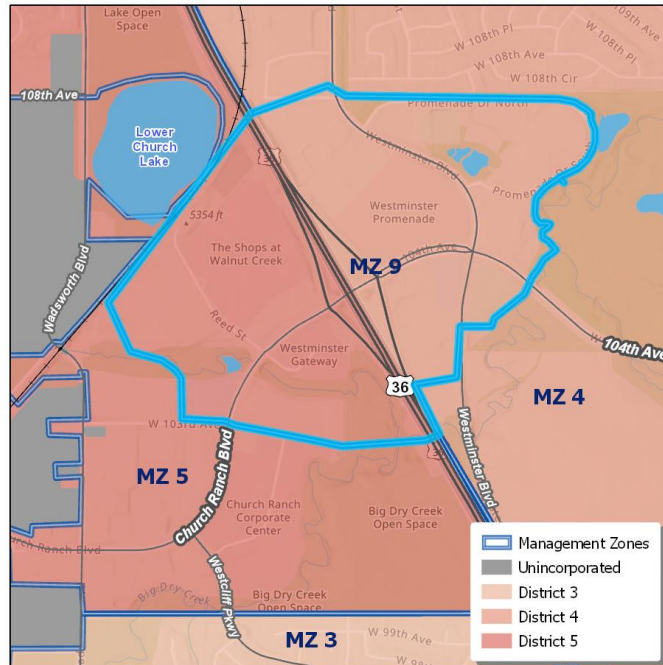 Lake Open
Space
W 108th Pl
W 108th Ave
109th Ave
W 108th Cir
108th Ave
Promenade Dr North
Lower
Church
Lake
36
Westminster Blvd
Promenade Dr South
5354 ft
Westminster
Promenade
The Shops at
Walnut Creek
104th Ave
MZ 9
Wadsworth Blvd
Reed St
Westminster
Gateway
104th Ave
36
MZ 4
W 103rd Ave
Westminster Blvd
MZ 5
Church Ranch Blvd
Church Ranch
Corporate
Center
Big Dry Creek
Open Space
urch Ranch Blvd
Westcliff Pkwy
Big Dry Creek
Big Dry Creek
Open Space
MZ 3
W 99th Ave
Management Zones
Unincorporated
District 3
District 4
District 5